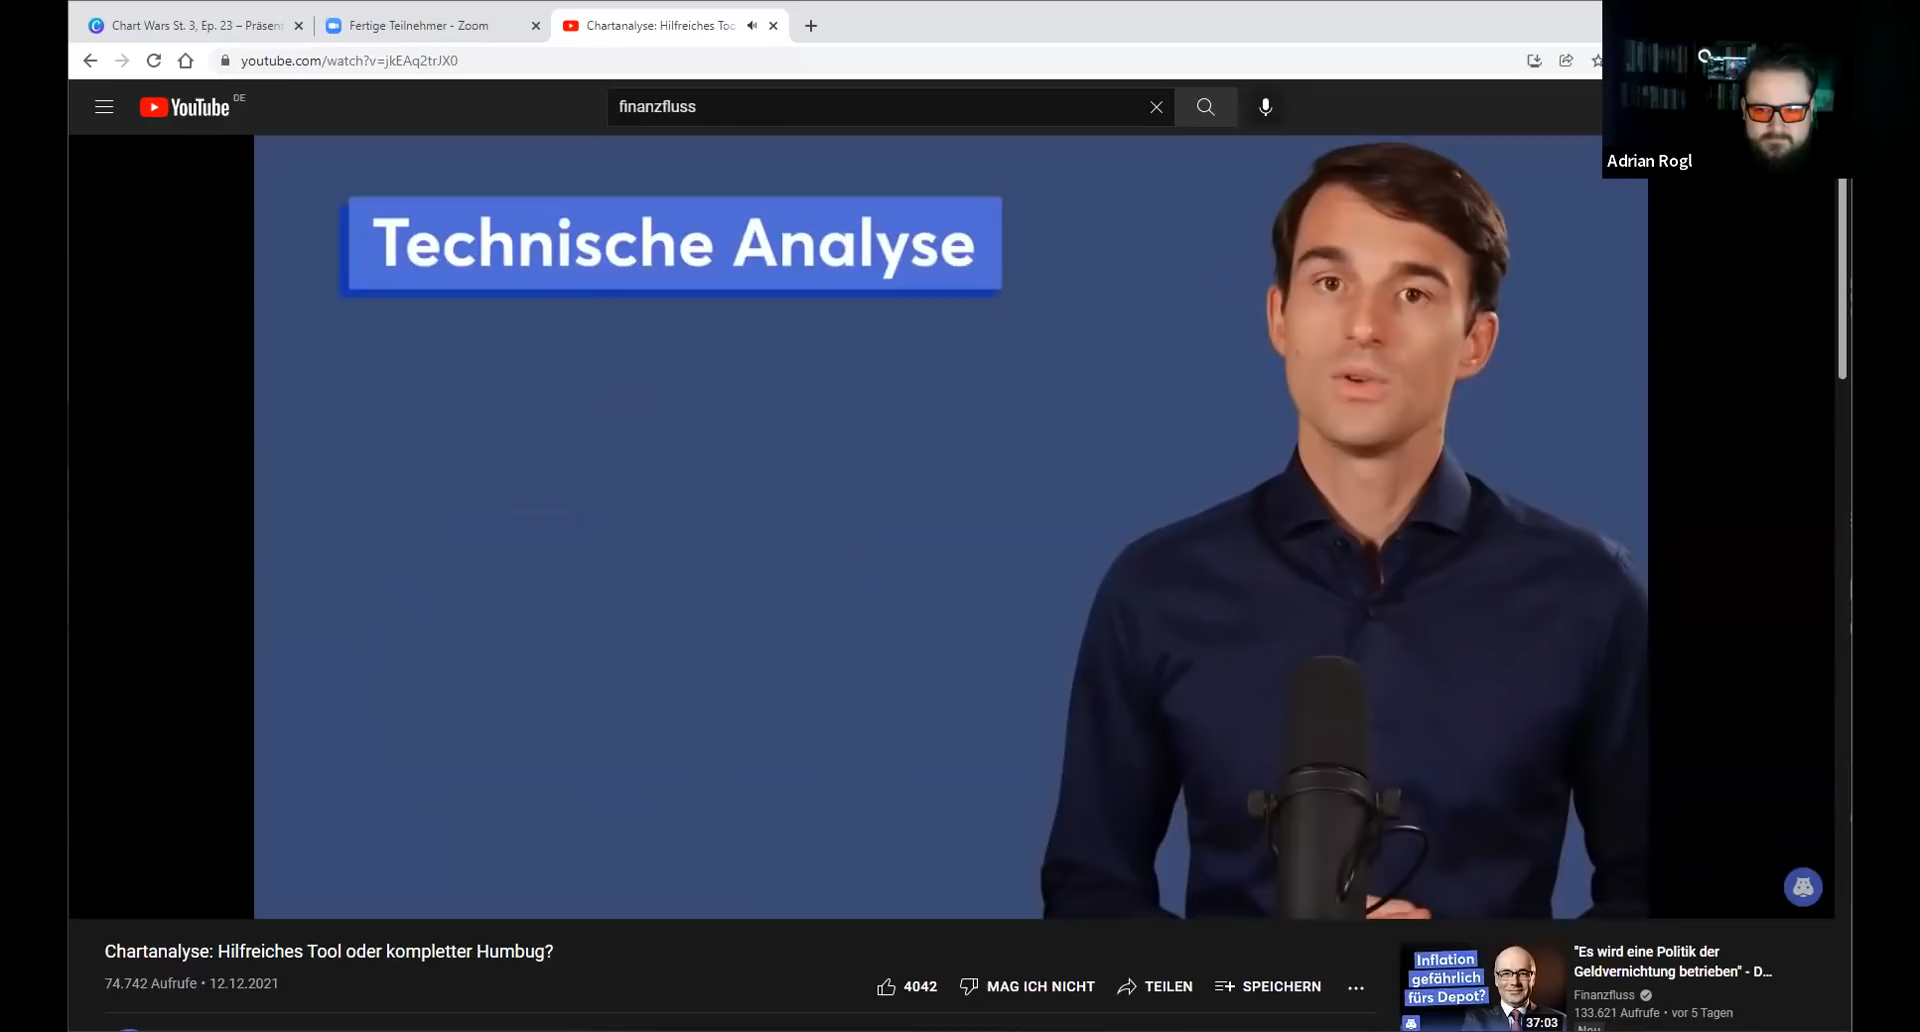 Chart Wars St. 3, Ep. 23 – Präsent
Fertige Teilnehmer - Zoom
Chartanalyse: Hilfreiches Too
youtube.com/watch?v=jkEAq2trJX0
YouTube DE
finanzfluss
Adrian Rogl
Technische Analyse
Chartanalyse: Hilfreiches Tool oder kompletter Humbug?
74.742 Aufrufe • 12.12.2021
4042
MAG ICH NICHT
TEILEN
SPEICHERN
Inflation
gefährlich
fürs Depot?
37:03
"Es wird eine Politik der
Geldvernichtung betrieben" - D...
Finanzfluss
133.621 Aufrufe • vor 5 Tagen
Neu